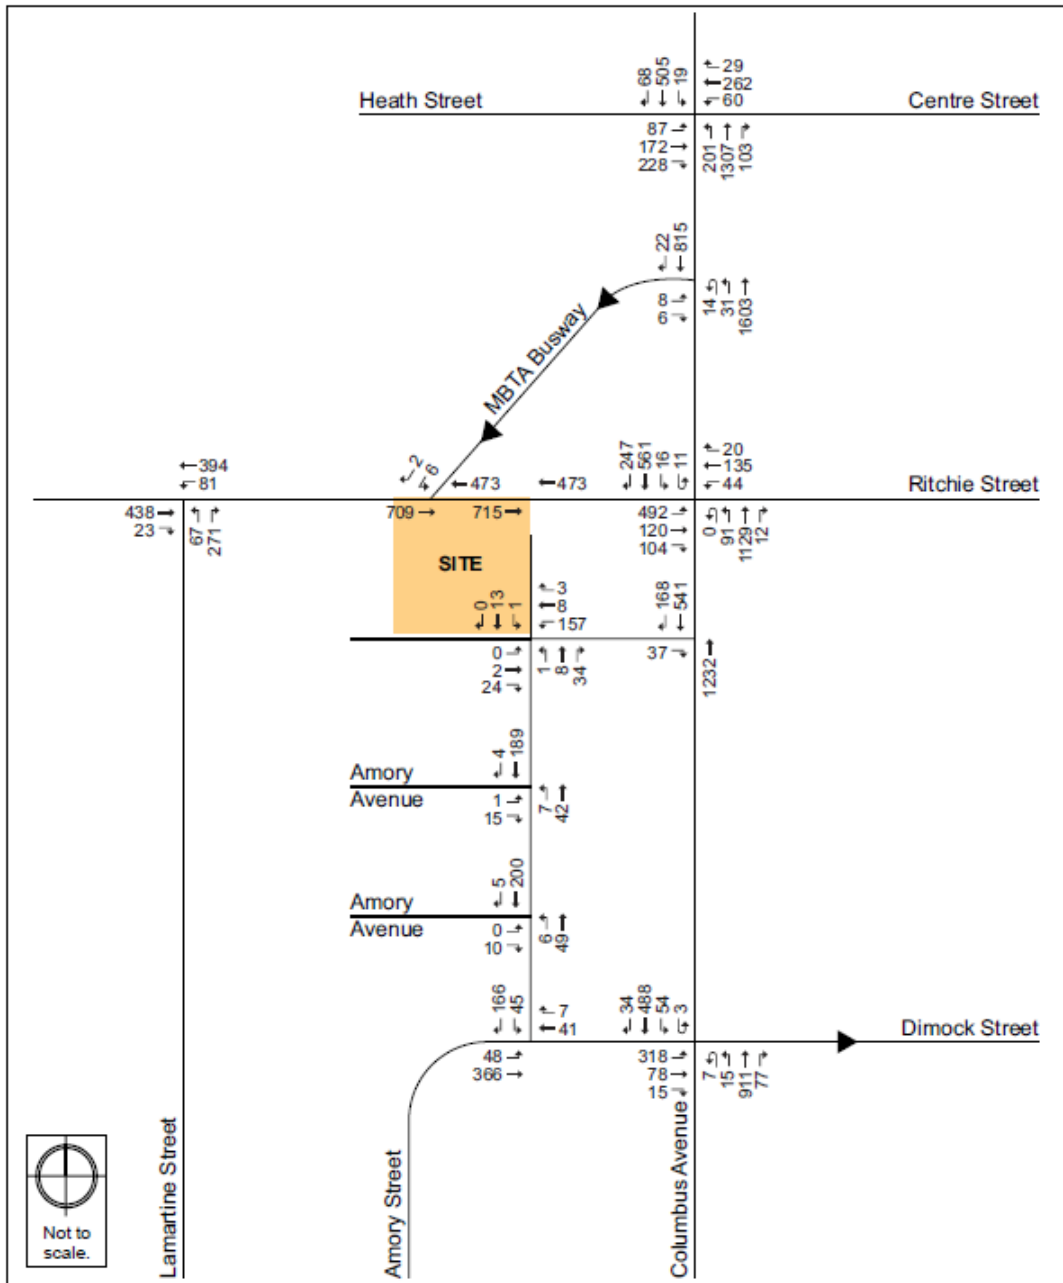 68 505 19
29
262
60
Heath Street
Centre Street
87
172
228
201 1307 103
22 815
8
6
14 31 1603
MBTA Busway
2 6
394
81
473
473
247 561 16 11
20
135
44
Ritchie Street
438
23
67 271
709
715
492
120
104
0 91 1129 12
SITE
0 13 1
3
8
157
168 541
0
2
24
1 8 34
37
1232
4 189
Amory
Avenue
1
15
7 42
5 200
Amory
Avenue
0
10
6 49
166 45
7
41
34 488 54 3
Dimock Street
48
366
318
78
15
7 15 911 77
Lamartine Street
Amory Street
Columbus Avenue
Not to
scale.